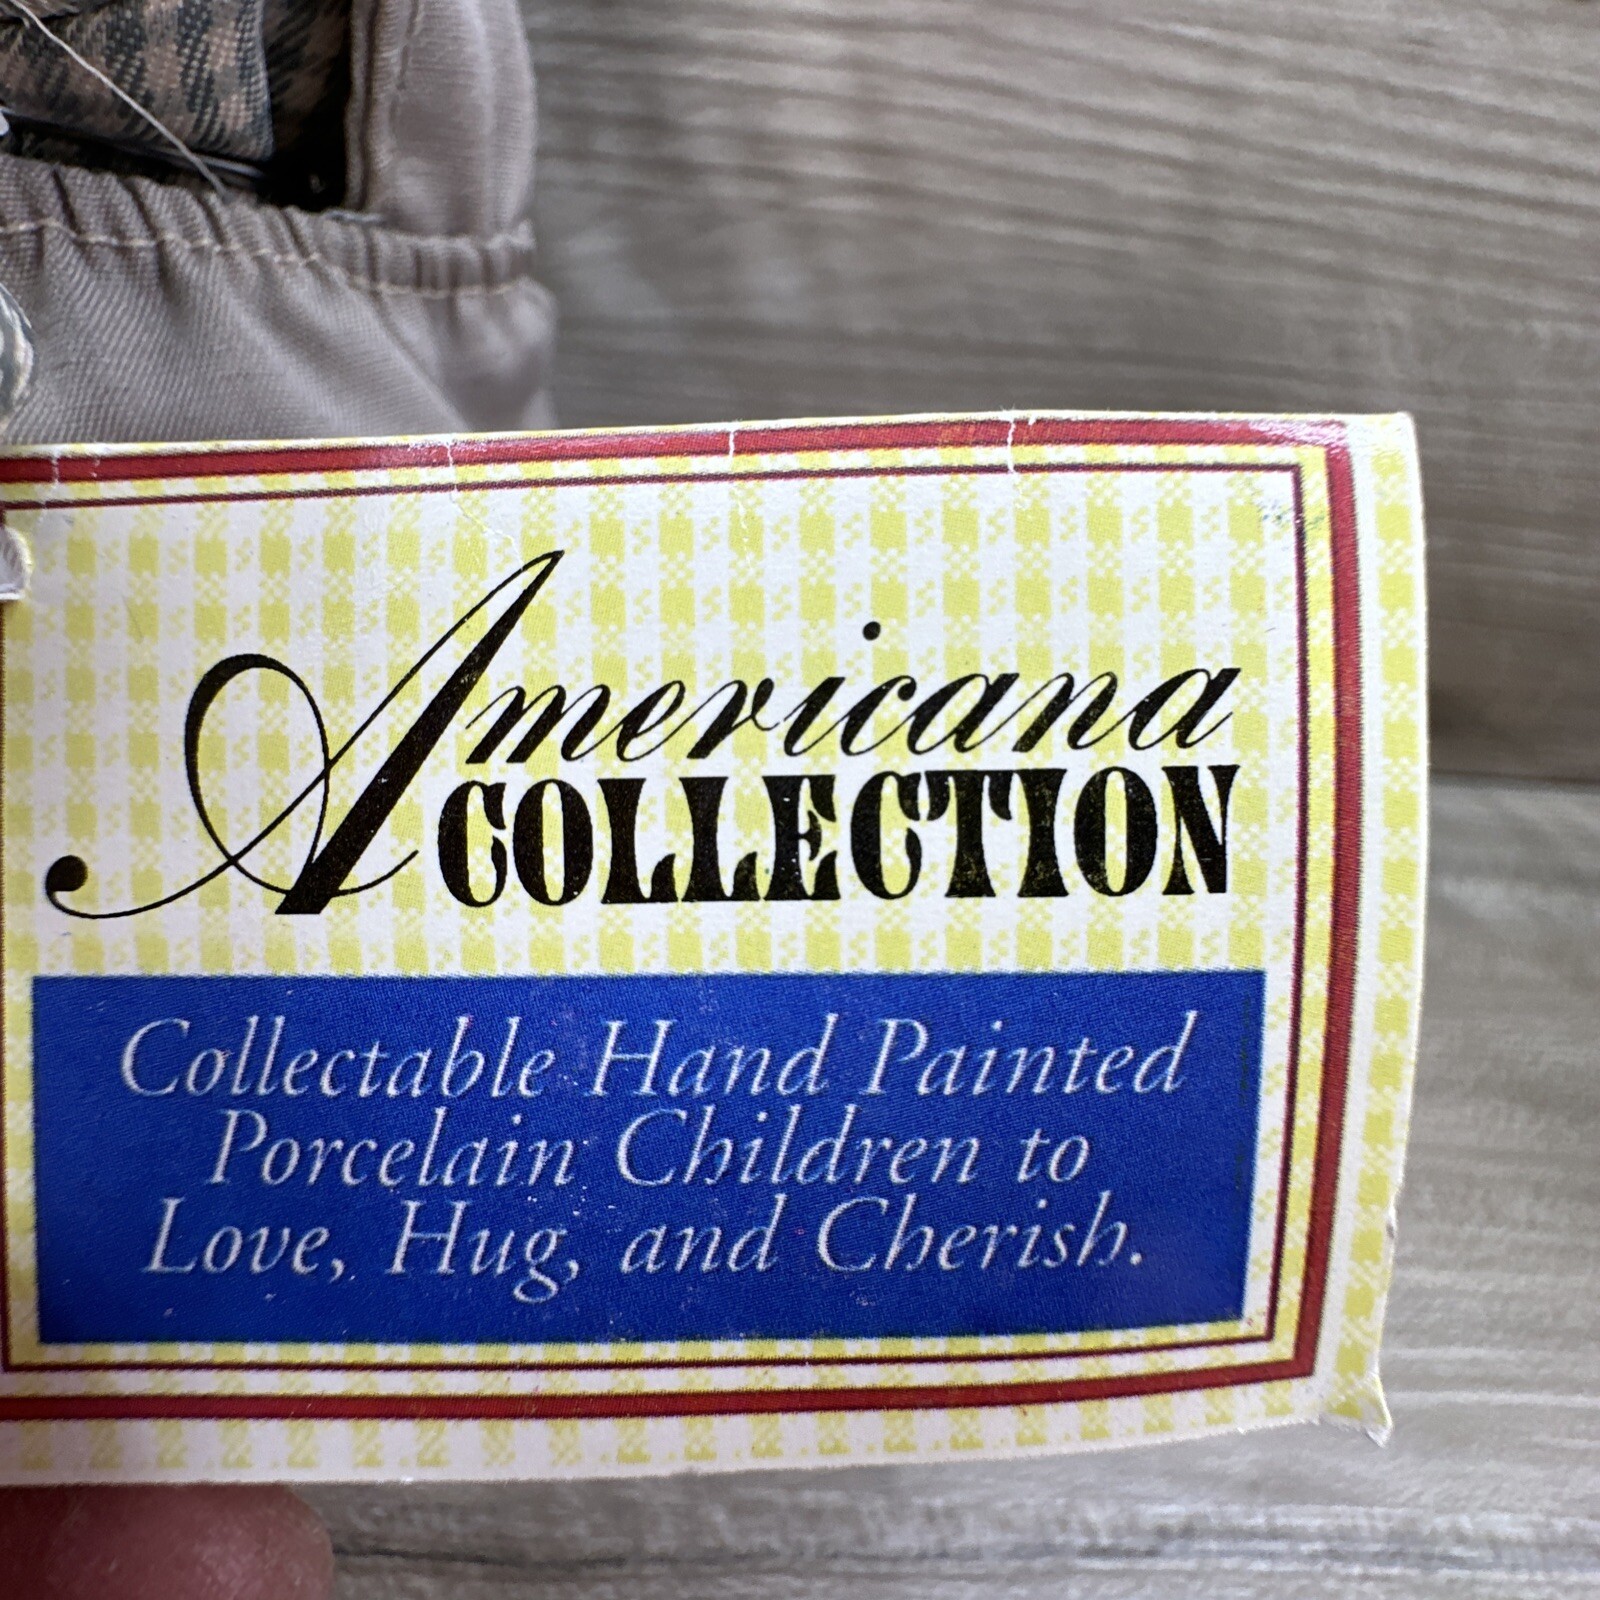 Americana
COLLECTION
Collectable Hand Painted
Porcelain Children to
Love, Hug, and Cherish.